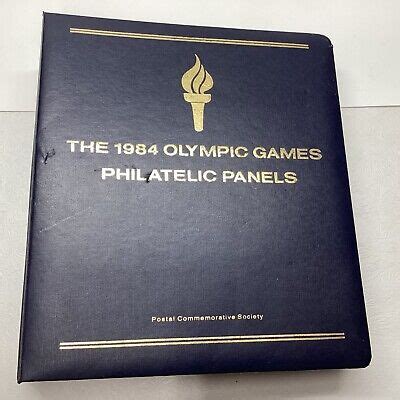 THE 1984 OLYMPIC GAMES
PHILATELIC PANELS
Postal Commemorative Society